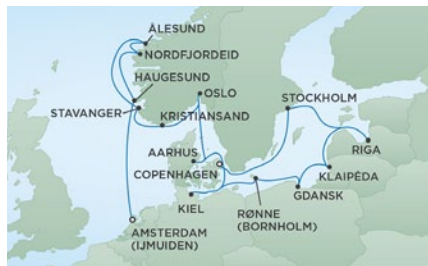 ÅLESUND
NORDFJORDEID
HAUGESUND
OSLO
STAVANGER
KRISTIANSAND
STOCKHOLM
AARHUS
RIGA
COPENHAGEN
KLAIPĖDA
KIEL
GDANSK
RØNNE
(BORNHOLM)
AMSTERDAM
(IJMUIDEN)